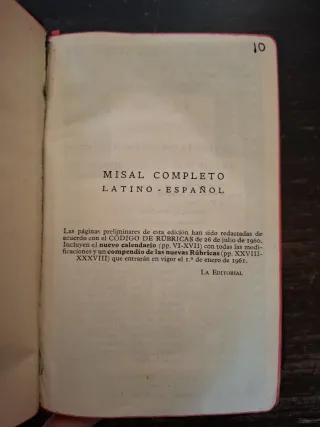 10
MISAL COMPLETO
LATINO-ESPAÑOL
Las páginas preliminares de esta edición han sido redactadas de
acuerdo con el CÓDIGO DE RÚBRICAS de 26 de julio de 1960.
Incluyen el nuevo calendario (pp. VI-XVII) con todas las modi-
ficaciones y un compendio de las nuevas Rúbricas (pp. XXVIII-
XXXVIII) que entrarán en vigor el 1.º de enero de 1961.
LA EDITORIAL